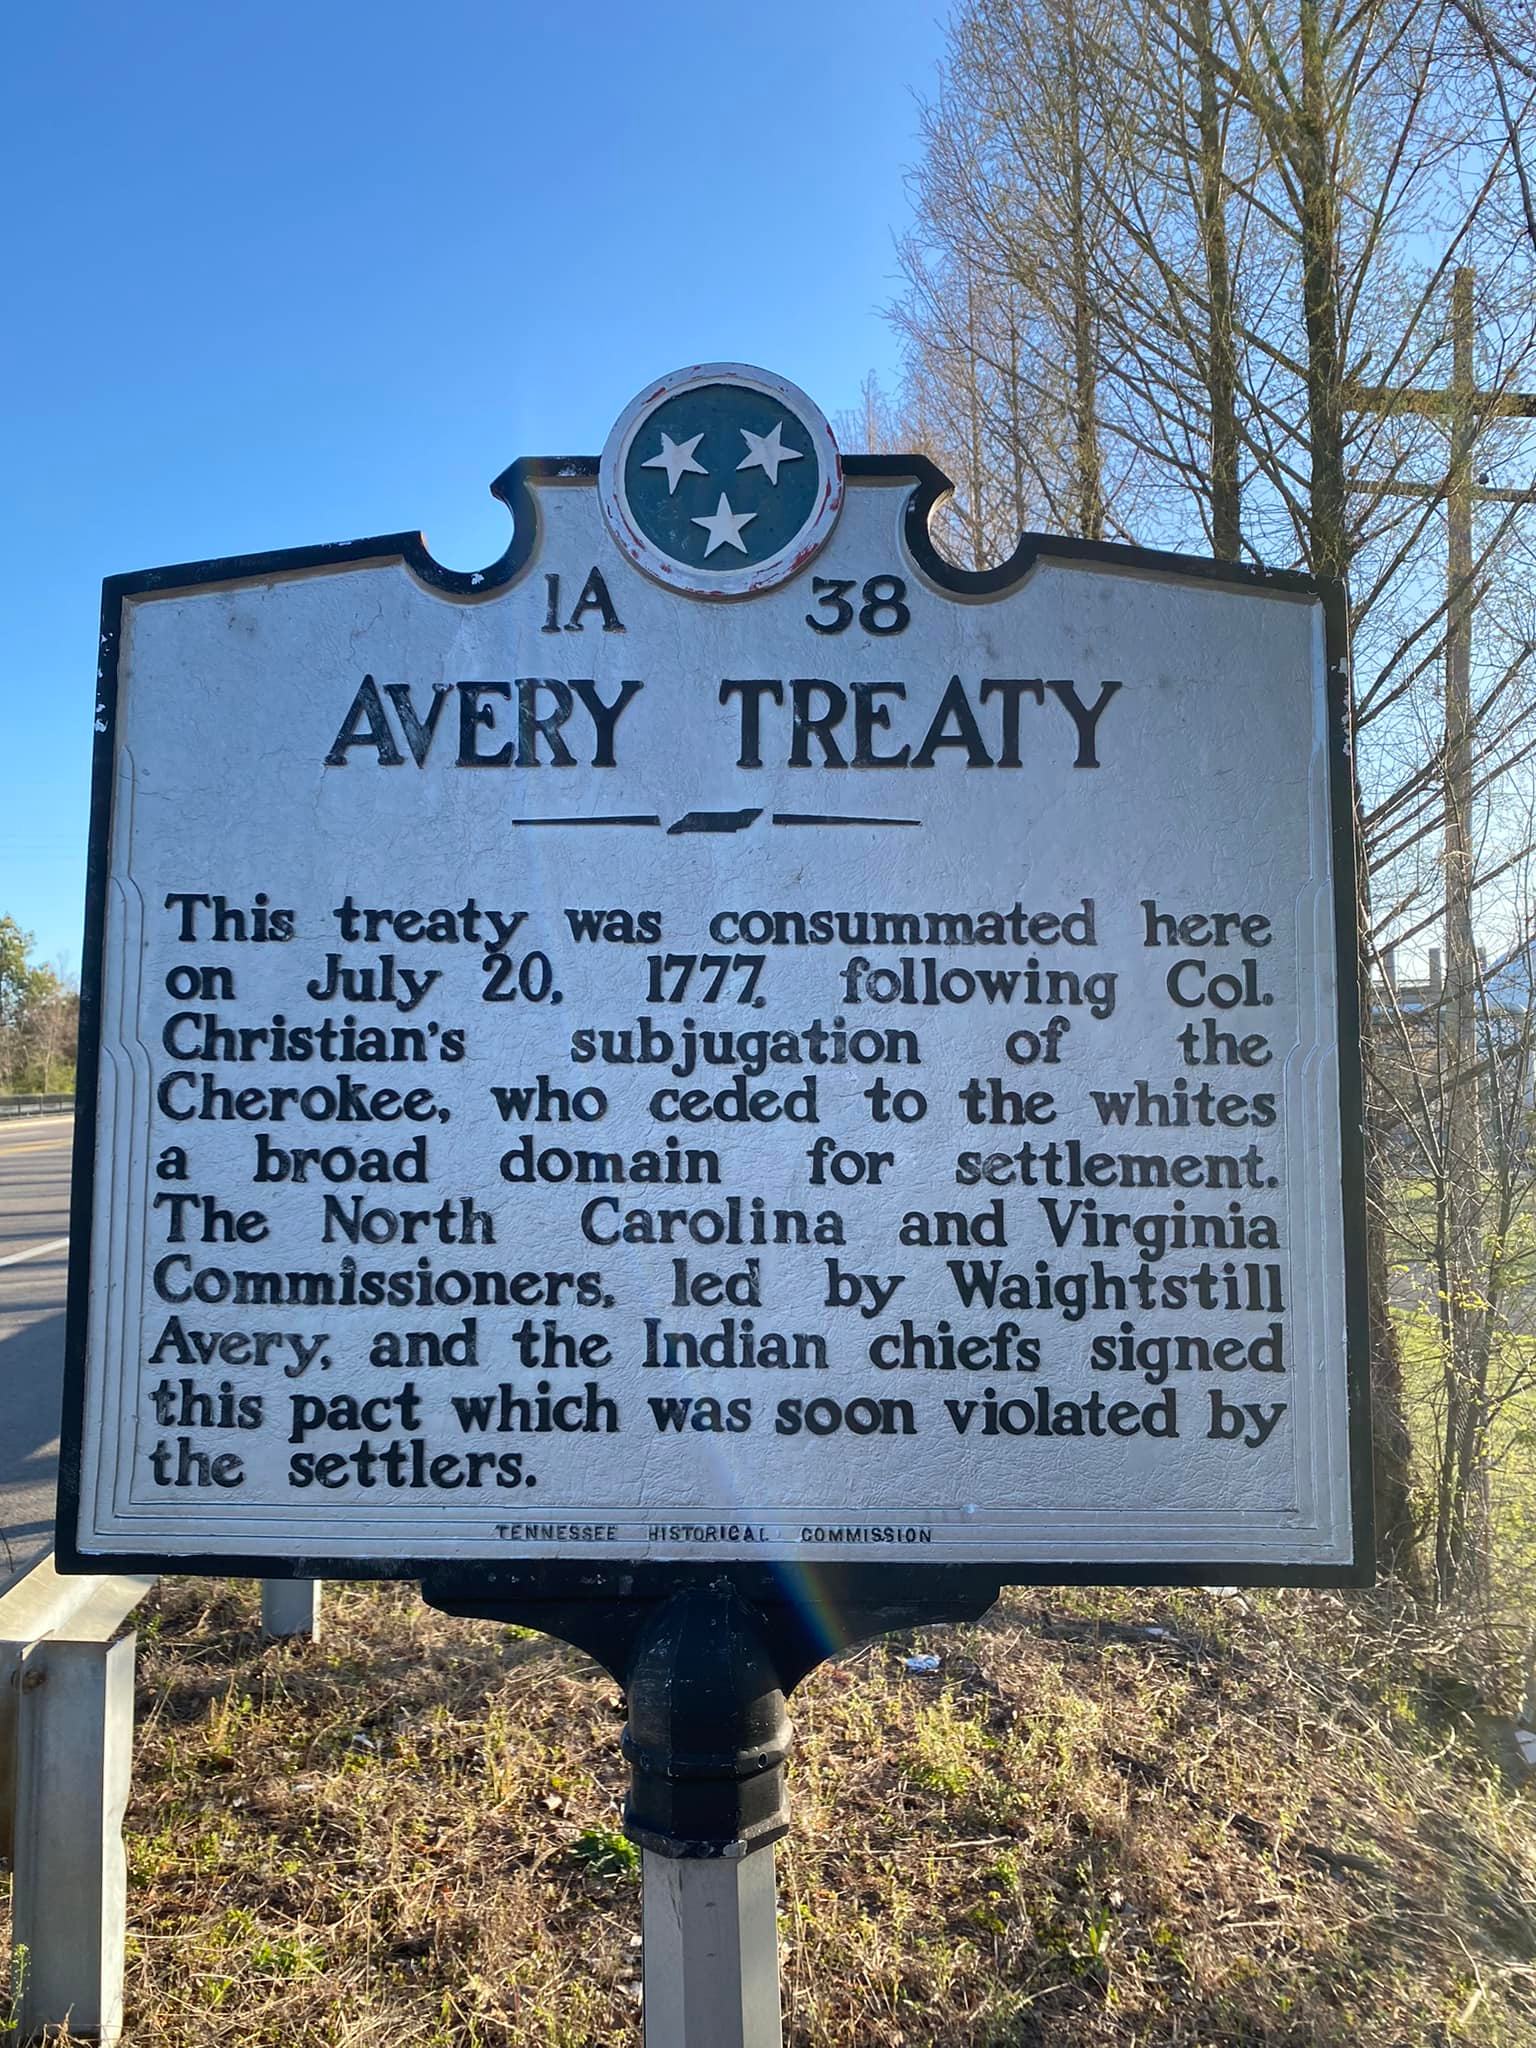 1A 38
AVERY TREATY
This treaty was consummated here
on July 20, 1777, following Col.
Christian's subjugation of the
Cherokee, who ceded to the whites
a broad domain for settlement.
The North Carolina and Virginia
Commissioners, led by Waightstill
Avery, and the Indian chiefs signed
this pact which was soon violated by
the settlers.
TENNESSEE HISTORICAL COMMISSION